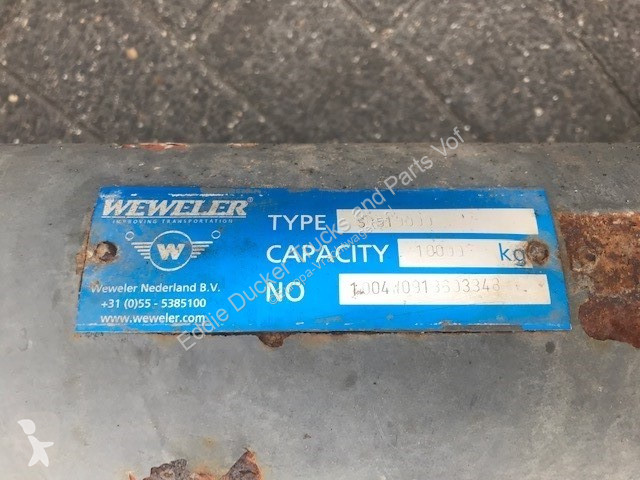 WEWELER
IMPROVING TRANSPORTATION
W
Weweler Nederland B.V.
+31 (0)55 - 5385100
www.weweler.com
TYPE
CAPACITY kg
NO
Eddie Ducker Trucks and Parts Vof